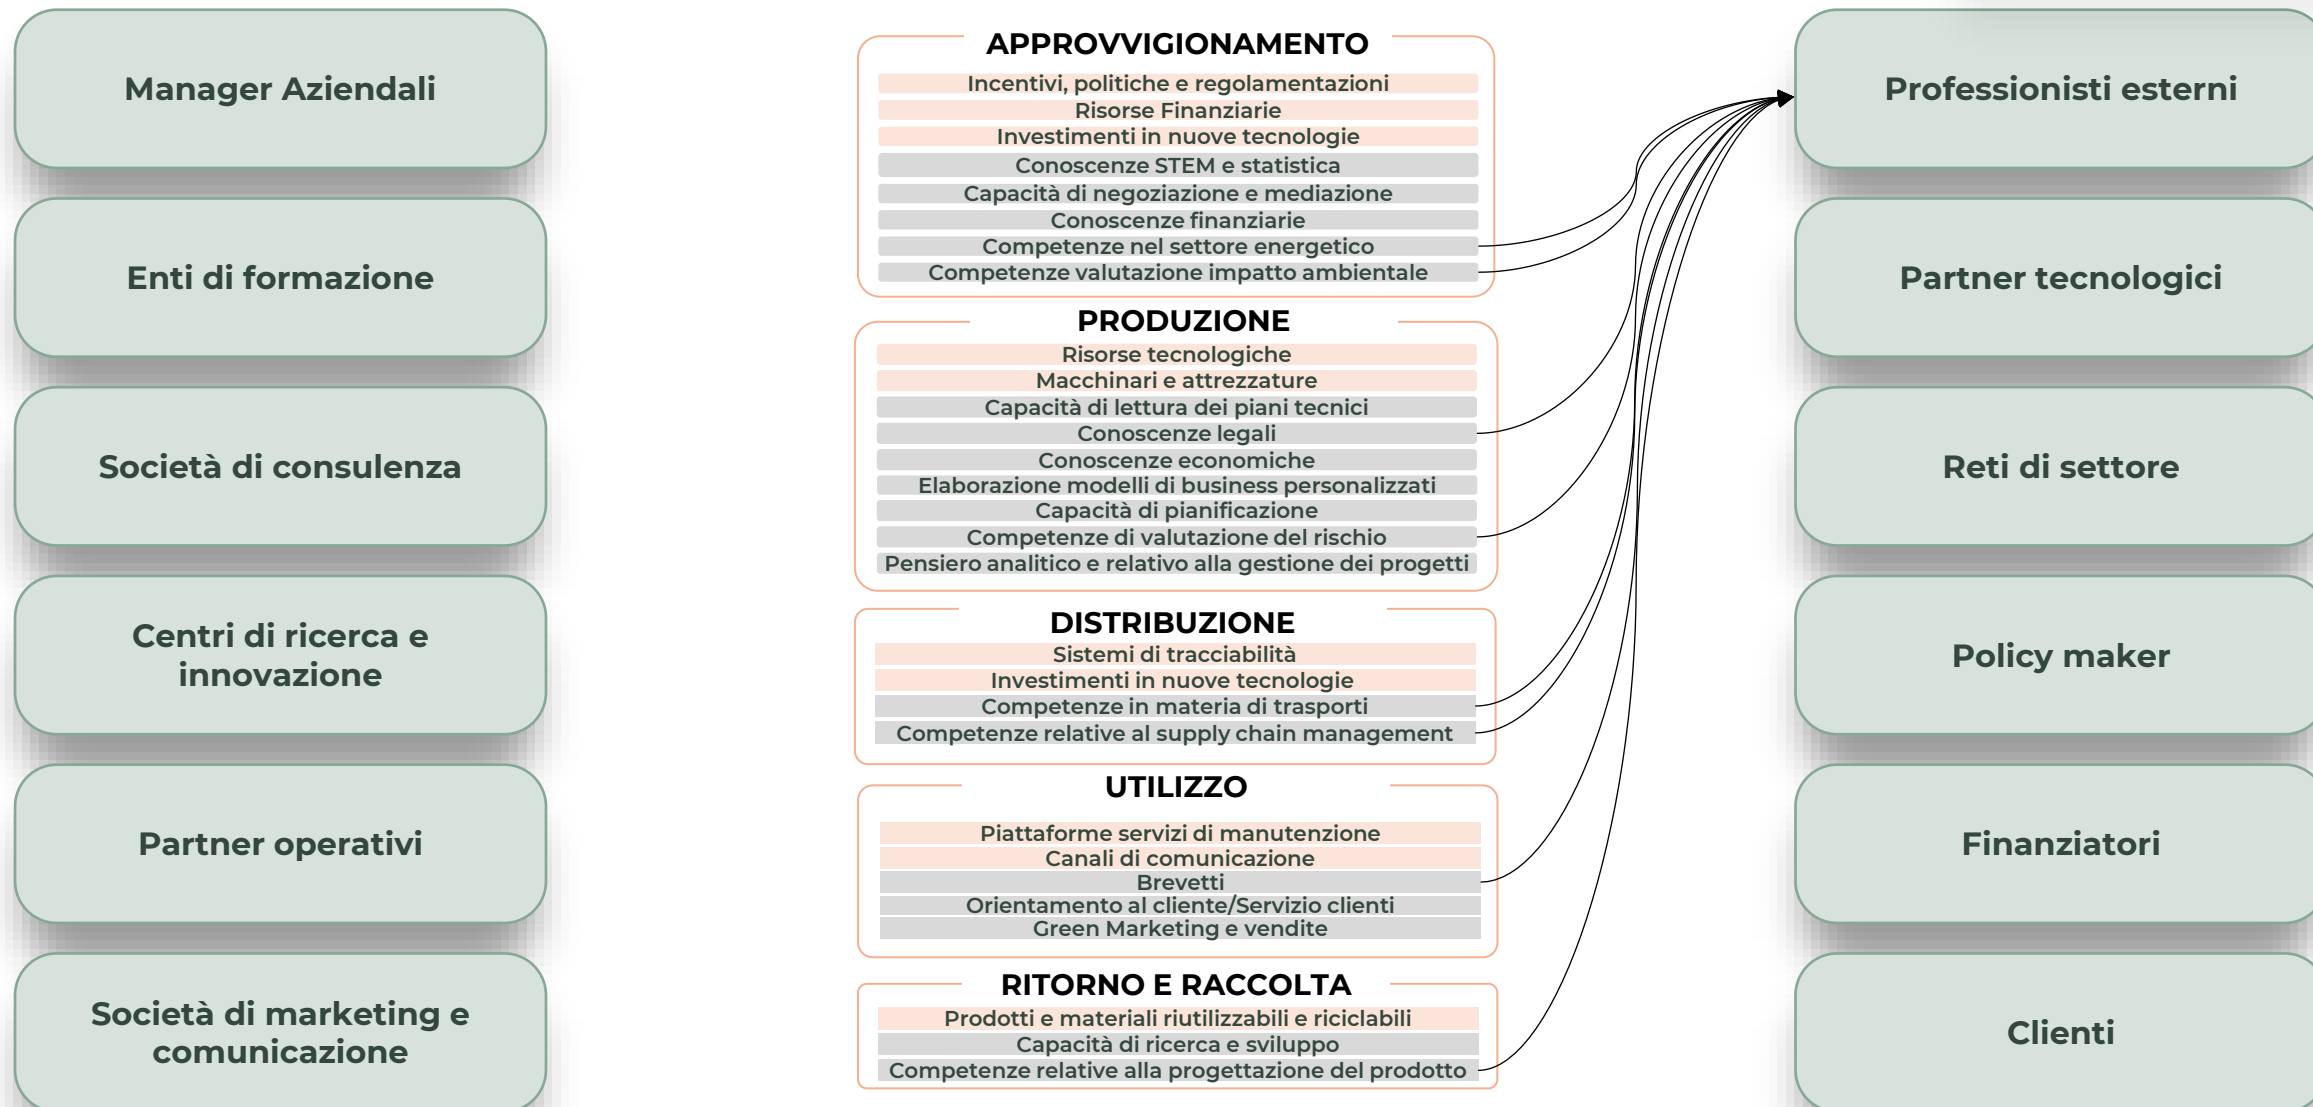 Manager Aziendali
Enti di formazione
Società di consulenza
Centri di ricerca e
innovazione
Partner operativi
Società di marketing e
comunicazione
APPROVVIGIONAMENTO
Incentivi, politiche e regolamentazioni
Risorse Finanziarie
Investimenti in nuove tecnologie
Conoscenze STEM e statistica
Capacità di negoziazione e mediazione
Conoscenze finanziarie
Competenze nel settore energetico
Competenze valutazione impatto ambientale
PRODUZIONE
Risorse tecnologiche
Macchinari e attrezzature
Capacità di lettura dei piani tecnici
Conoscenze legali
Conoscenze economiche
Elaborazione modelli di business personalizzati
Capacità di pianificazione
Competenze di valutazione del rischio
Pensiero analitico e relativo alla gestione dei progetti
DISTRIBUZIONE
Sistemi di tracciabilità
Investimenti in nuove tecnologie
Competenze in materia di trasporti
Competenze relative al supply chain management
UTILIZZO
Piattaforme servizi di manutenzione
Canali di comunicazione
Brevetti
Orientamento al cliente/Servizio clienti
Green Marketing e vendite
RITORNO E RACCOLTA
Prodotti e materiali riutilizzabili e riciclabili
Capacità di ricerca e sviluppo
Competenze relative alla progettazione del prodotto
Professionisti esterni
Partner tecnologici
Reti di settore
Policy maker
Finanziatori
Clienti